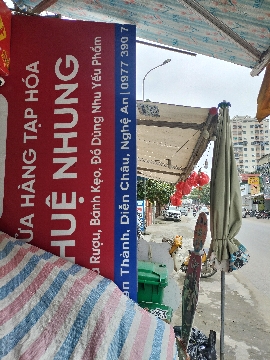 ỬA HÀNG TẠP HÓA
HUỆ NHUNG
Rượu, Bánh Kẹo, Đồ Dùng Nhu Yếu Phẩm
n Thành, Diễn Châu, Nghệ An | 0977 390 7